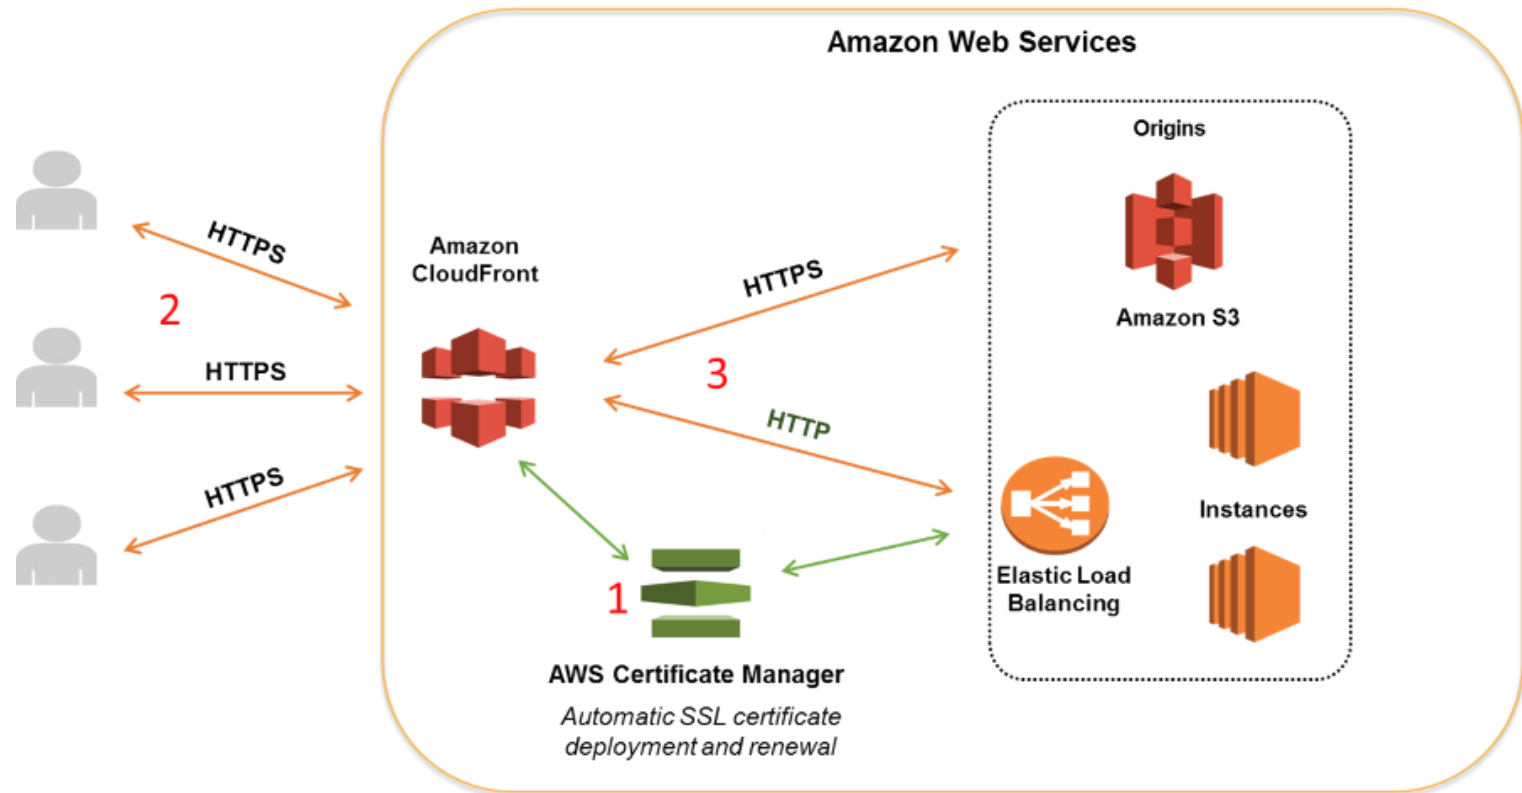 Amazon Web Services
Origins
HTTPS
Amazon
CloudFront
HTTPS
Amazon S3
2
HTTPS
3
HTTP
HTTPS
Instances
Elastic Load
Balancing
1
AWS Certificate Manager
Automatic SSL certificate
deployment and renewal